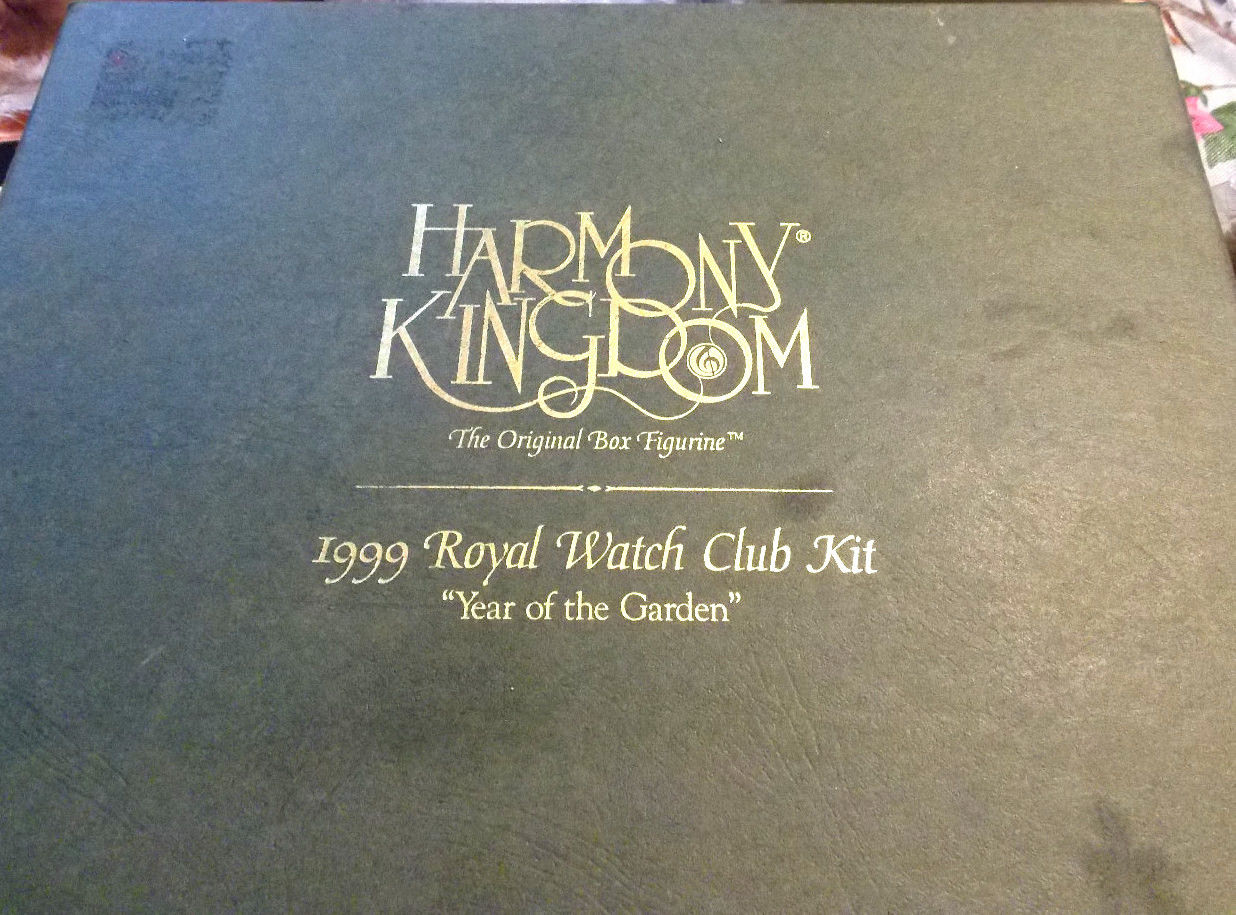 HARMONY®
KINGDOM
The Original Box Figurine™
1999 Royal Watch Club Kit
“Year of the Garden”